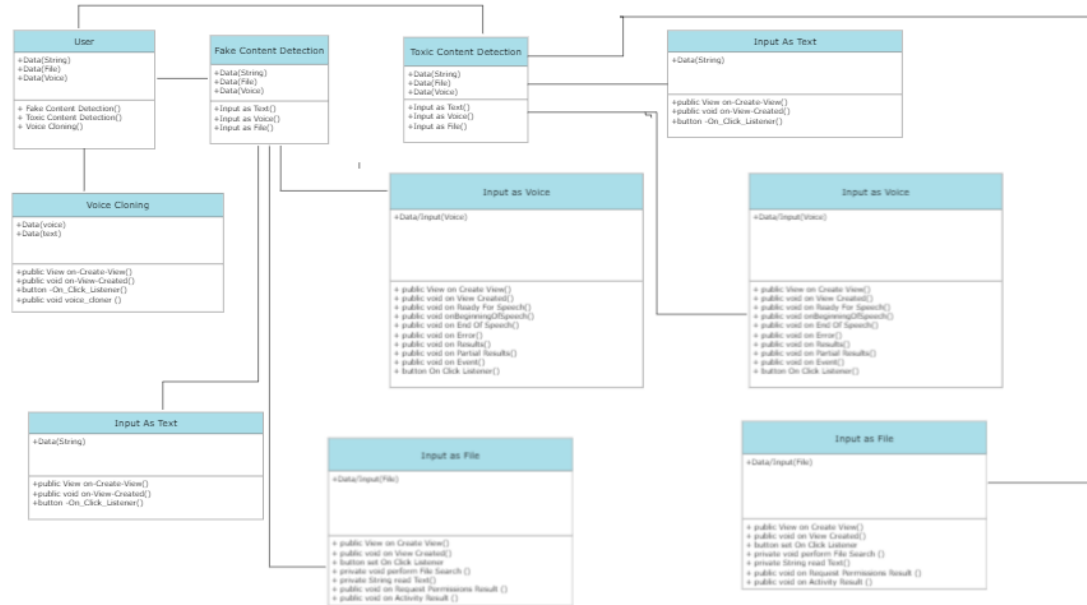 User
+Data(String)
+Data(File)
+Data(Voice)
+ Fake Content Detection()
+ Toxic Content Detection()
+ Voice Cloning()
Fake Content Detection
+Data(String)
+Data(File)
+Data(Voice)
+Input as Text()
+Input as Voice()
+Input as File()
Toxic Content Detection
+Data(String)
+Data(File)
+Data(Voice)
+Input as Text()
+Input as Voice()
+Input as File()
Input As Text
+Data(String)
+public View on-Create-View()
+public void on-View-Created()
+button -On_Click_Listener()
Voice Cloning
+Data(voice)
+Data(text)
+public View on-Create-View()
+public void on-View-Created()
+button -On_Click_Listener()
+public void voice_cloner ()
Input as Voice
+Data/Input(Voice)
+ public View on Create View()
+ public void on View Created()
+ public void on Ready For Speech()
+ public void onBeginningOfSpeech()
+ public void on End Of Speech()
+ public void on Error()
+ public void on Results()
+ public void on Partial Results()
+ public void on Event()
+ button On Click Listener()
Input as Voice
+Data/Input(Voice)
+ public View on Create View()
+ public void on View Created()
+ public void on Ready For Speech()
+ public void onBeginningOfSpeech()
+ public void on End Of Speech()
+ public void on Error()
+ public void on Results()
+ public void on Partial Results()
+ public void on Event()
+ button On Click Listener()
Input As Text
+Data(String)
+public View on-Create-View()
+public void on-View-Created()
+button -On_Click_Listener()
Input as File
+Data/Input(File)
+ public View on Create View()
+ public void on View Created()
+ button set On Click Listener
+ private void perform File Search ()
+ private String read Text()
+ public void on Request Permissions Result ()
+ public void on Activity Result ()
Input as File
+Data/Input(File)
+ public View on Create View()
+ public void on View Created()
+ button set On Click Listener
+ private void perform File Search ()
+ private String read Text()
+ public void on Request Permissions Result ()
+ public void on Activity Result ()